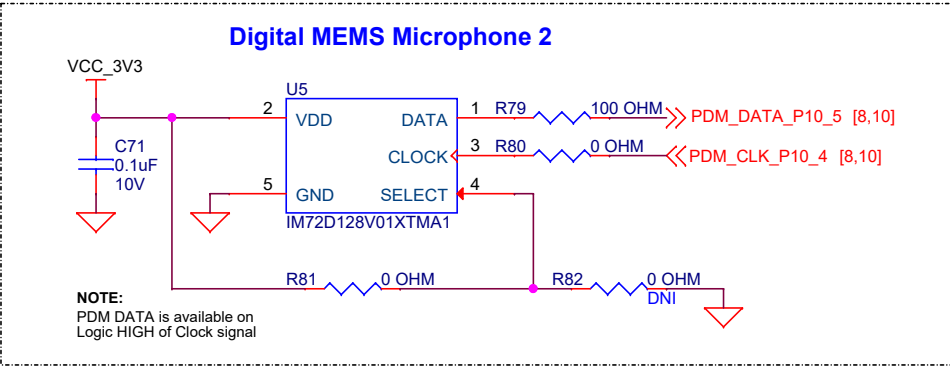 Digital MEMS Microphone 2
VCC_3V3
U5
2
VDD
DATA
1
R79
100 OHM
PDM_DATA_P10_5 [8,10]
CLOCK
3
R80
0 OHM
PDM_CLK_P10_4 [8,10]
C71
0.1uF
10V
5
GND
SELECT
4
IM72D128V01XTMA1
R81
0 OHM
R82
0 OHM
DNI
NOTE:
PDM DATA is available on
Logic HIGH of Clock signal